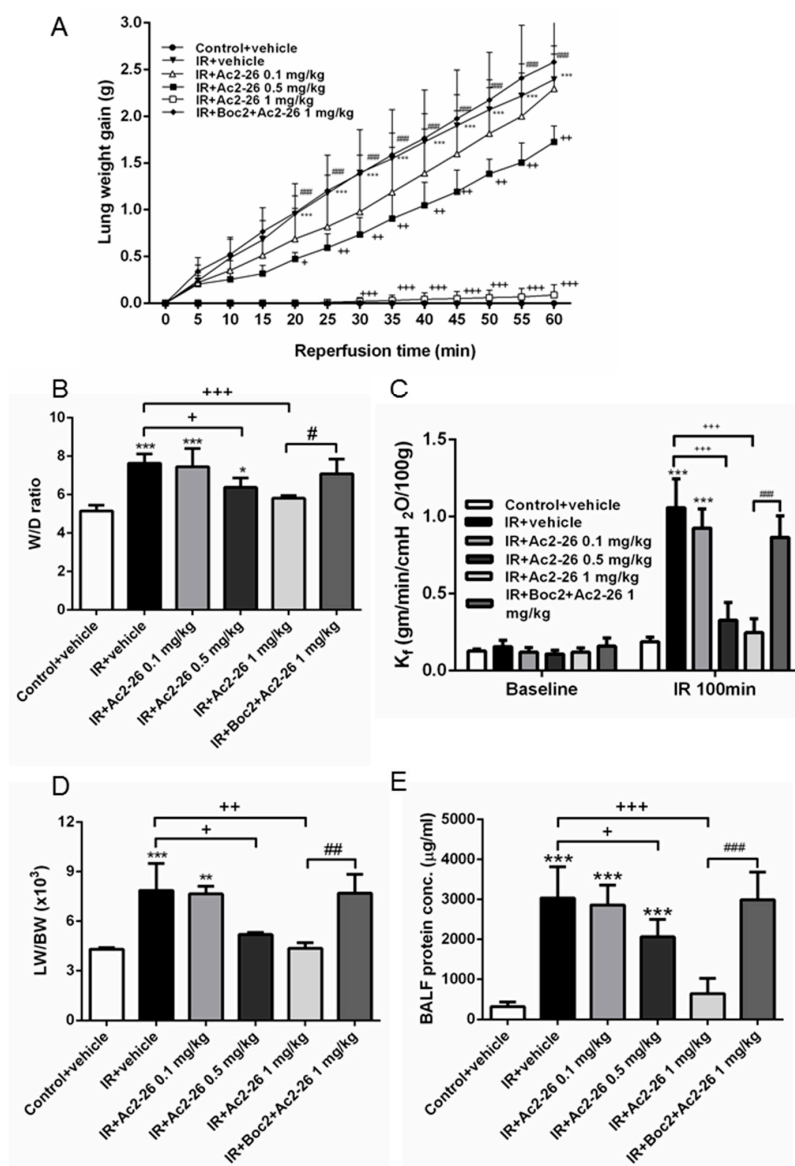 A
Lung weight gain (g)
3.0
2.5
2.0
1.5
1.0
0.5
0.0
Control+vehicle
IR+vehicle
IR+Ac2-26 0.1 mg/kg
IR+Ac2-26 0.5 mg/kg
IR+Ac2-26 1 mg/kg
IR+Boc2+Ac2-26 1 mg/kg
### ### ### ### ### ### ### ### ###
*** *** *** *** *** *** *** *** ***
+ ++ ++ ++ ++ ++ ++ ++ ++
+++ +++ +++ +++ +++ +++ +++
0 5 10 15 20 25 30 35 40 45 50 55 60
Reperfusion time (min)
B
W/D ratio
10
8
6
4
2
0
+++
+
#
*** *** *
Control+vehicle
IR+vehicle
IR+Ac2-26 0.1 mg/kg
IR+Ac2-26 0.5 mg/kg
IR+Ac2-26 1 mg/kg
IR+Boc2+Ac2-26 1 mg/kg
C
Kf (gm/min/cmH 2O/100g)
1.5
1.0
0.5
0.0
Control+vehicle
IR+vehicle
IR+Ac2-26 0.1 mg/kg
IR+Ac2-26 0.5 mg/kg
IR+Ac2-26 1 mg/kg
IR+Boc2+Ac2-26 1
mg/kg
+++
+++
###
*** ***
Baseline IR 100min
D
LW/BW (x10³)
12
9
6
3
0
++
+
##
*** **
Control+vehicle
IR+vehicle
IR+Ac2-26 0.1 mg/kg
IR+Ac2-26 0.5 mg/kg
IR+Ac2-26 1 mg/kg
IR+Boc2+Ac2-26 1 mg/kg
E
BALF protein conc. (µg/ml)
5000
4000
3000
2000
1000
0
+++
+
###
*** *** ***
Control+vehicle
IR+vehicle
IR+Ac2-26 0.1 mg/kg
IR+Ac2-26 0.5 mg/kg
IR+Ac2-26 1 mg/kg
IR+Boc2+Ac2-26 1 mg/kg